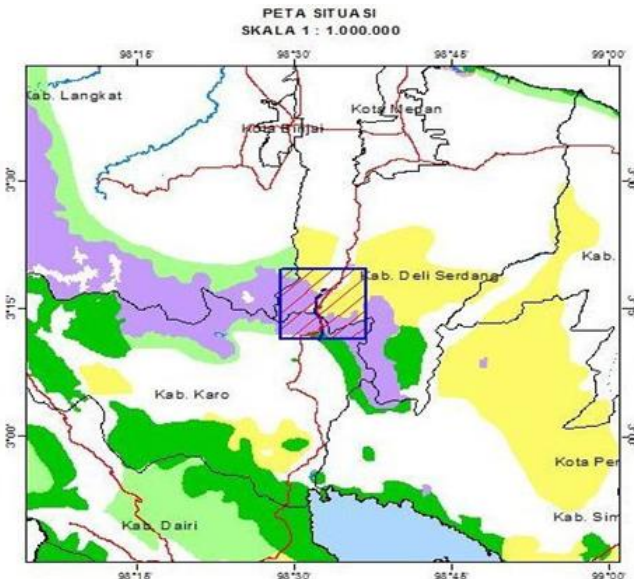 PETA SITUASI
SKALA 1 : 1.000.000
98°15' 98°30' 98°45' 99°00'
Kab. Langkat
Kota Medan
Kota Binjai
3°30'
Kab.
Kab. Deli Serdang
3°15' 3°15'
Kab. Karo
3°00'
Kota Per
Kab. Sim
Kab. Dairi
98°15' 98°30' 98°45' 99°00'